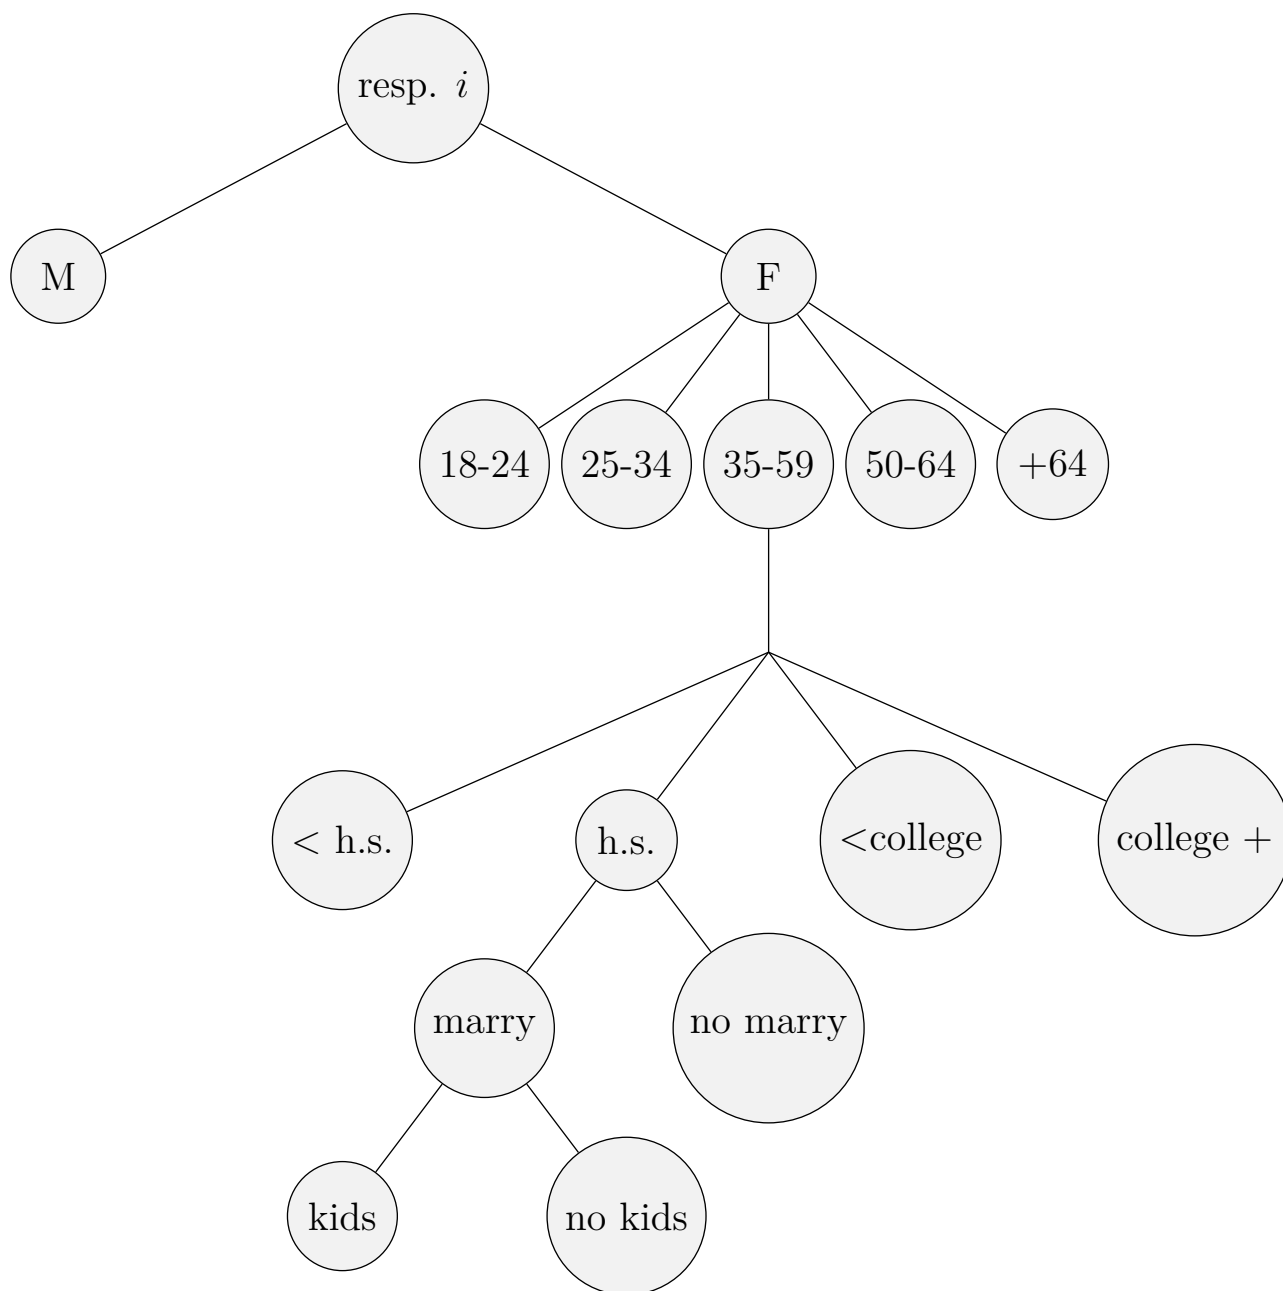 resp. i
M
F
18-24
25-34
35-59
50-64
+64
< h.s.
h.s.
<college
college +
marry
no marry
kids
no kids